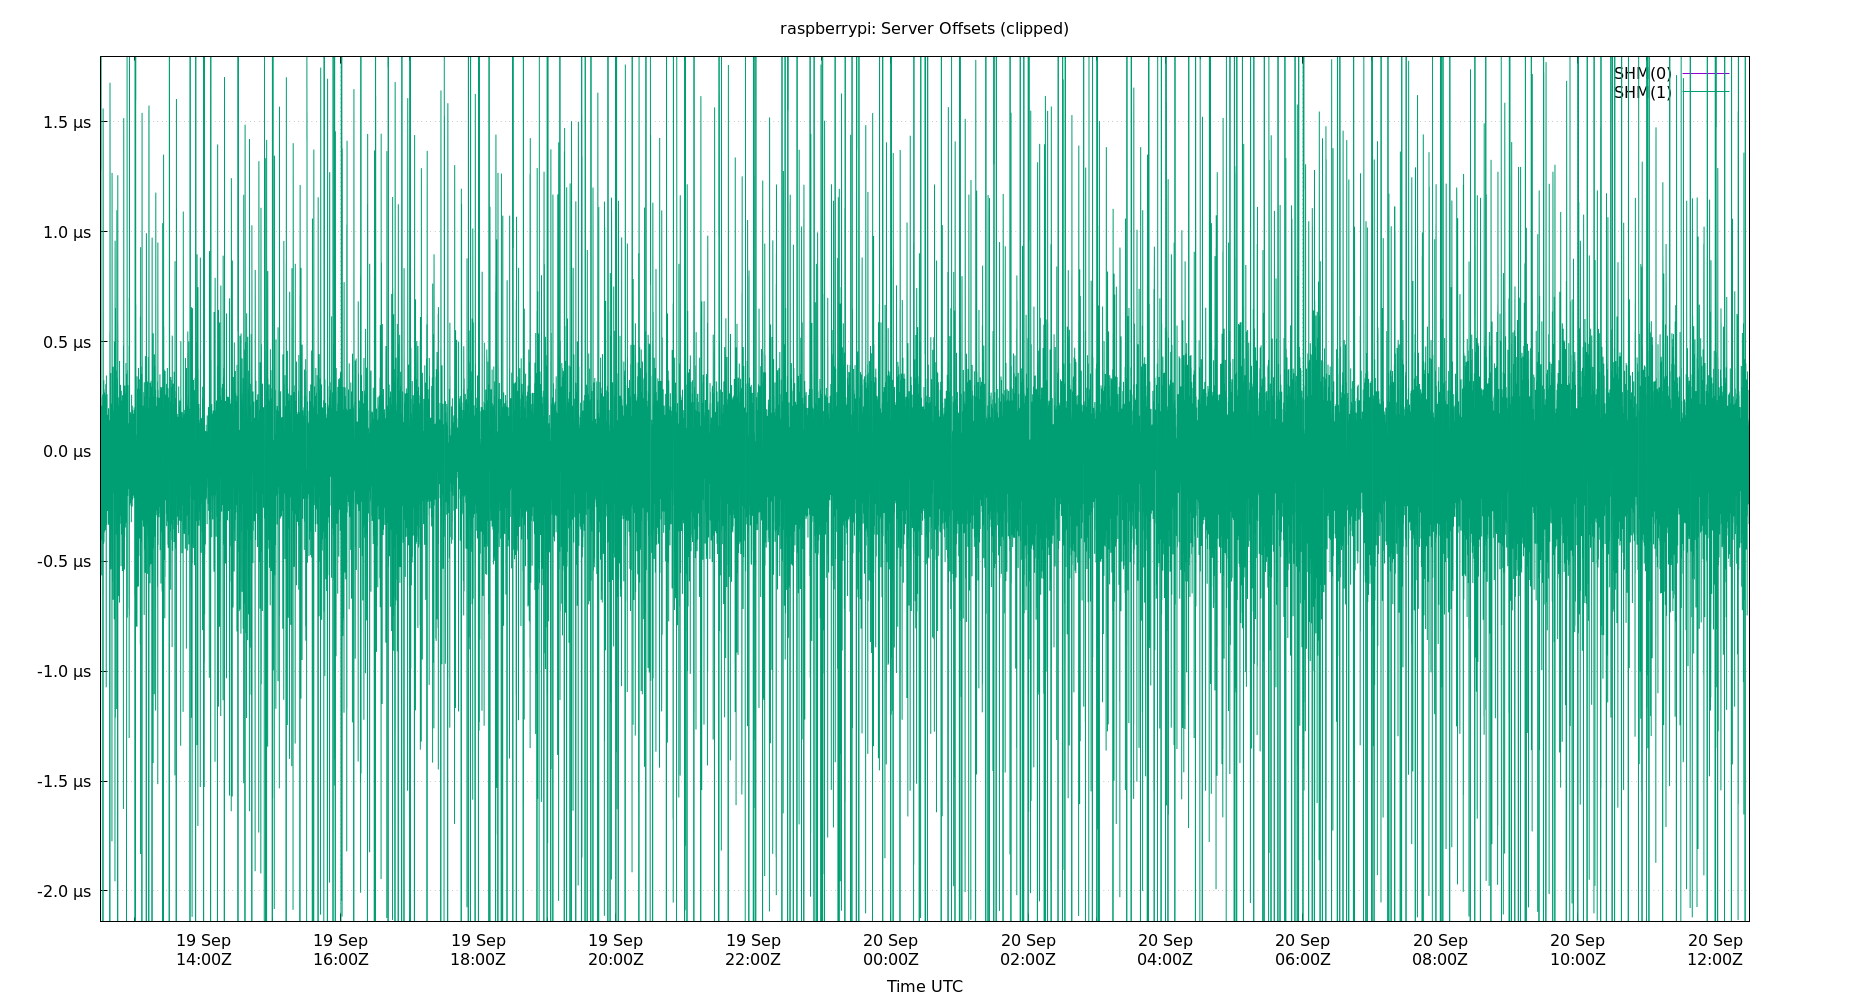 raspberrypi: Server Offsets (clipped)
SHM(0)
SHM(1)
1.5 µs
1.0 µs
0.5 µs
0.0 µs
-0.5 µs
-1.0 µs
-1.5 µs
-2.0 µs
19 Sep 19 Sep 19 Sep 19 Sep 19 Sep 20 Sep 20 Sep 20 Sep 20 Sep 20 Sep 20 Sep 20 Sep
14:00Z 16:00Z 18:00Z 20:00Z 22:00Z 00:00Z 02:00Z 04:00Z 06:00Z 08:00Z 10:00Z 12:00Z
Time UTC